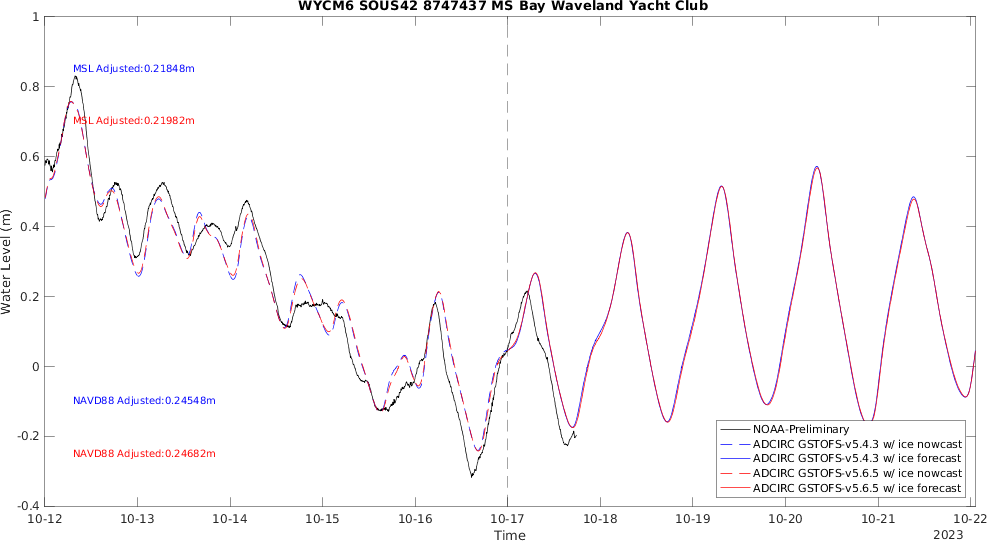 WYCM6 SOUS42 8747437 MS Bay Waveland Yacht Club
1
0.8
0.6
0.4
0.2
0
-0.2
-0.4
Water Level (m)
MSL Adjusted:0.21848m
MSL Adjusted:0.21982m
NAVD88 Adjusted:0.24548m
NAVD88 Adjusted:0.24682m
NOAA-Preliminary
ADCIRC GSTOFS-v5.4.3 w/ ice nowcast
ADCIRC GSTOFS-v5.4.3 w/ ice forecast
ADCIRC GSTOFS-v5.6.5 w/ ice nowcast
ADCIRC GSTOFS-v5.6.5 w/ ice forecast
10-12 10-13 10-14 10-15 10-16 10-17 10-18 10-19 10-20 10-21 10-22
Time
2023